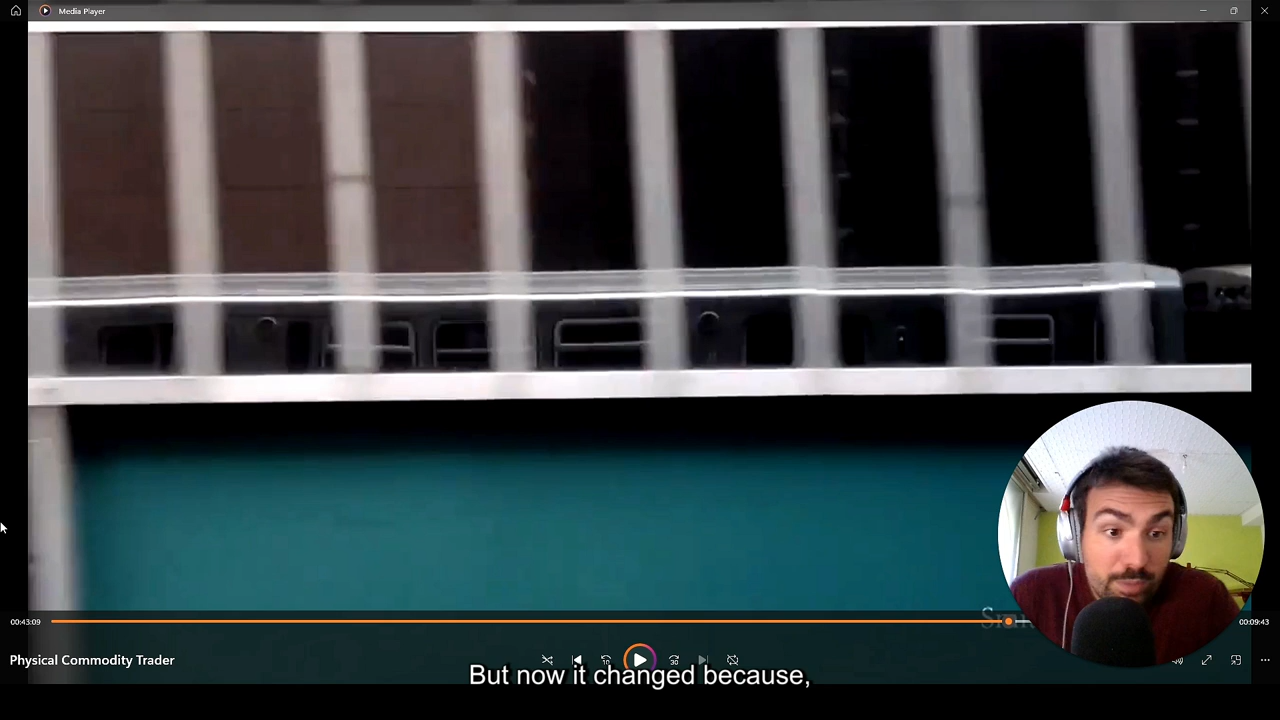 Media Player
00:43:09
00:09:43
Physical Commodity Trader
But now it changed because,